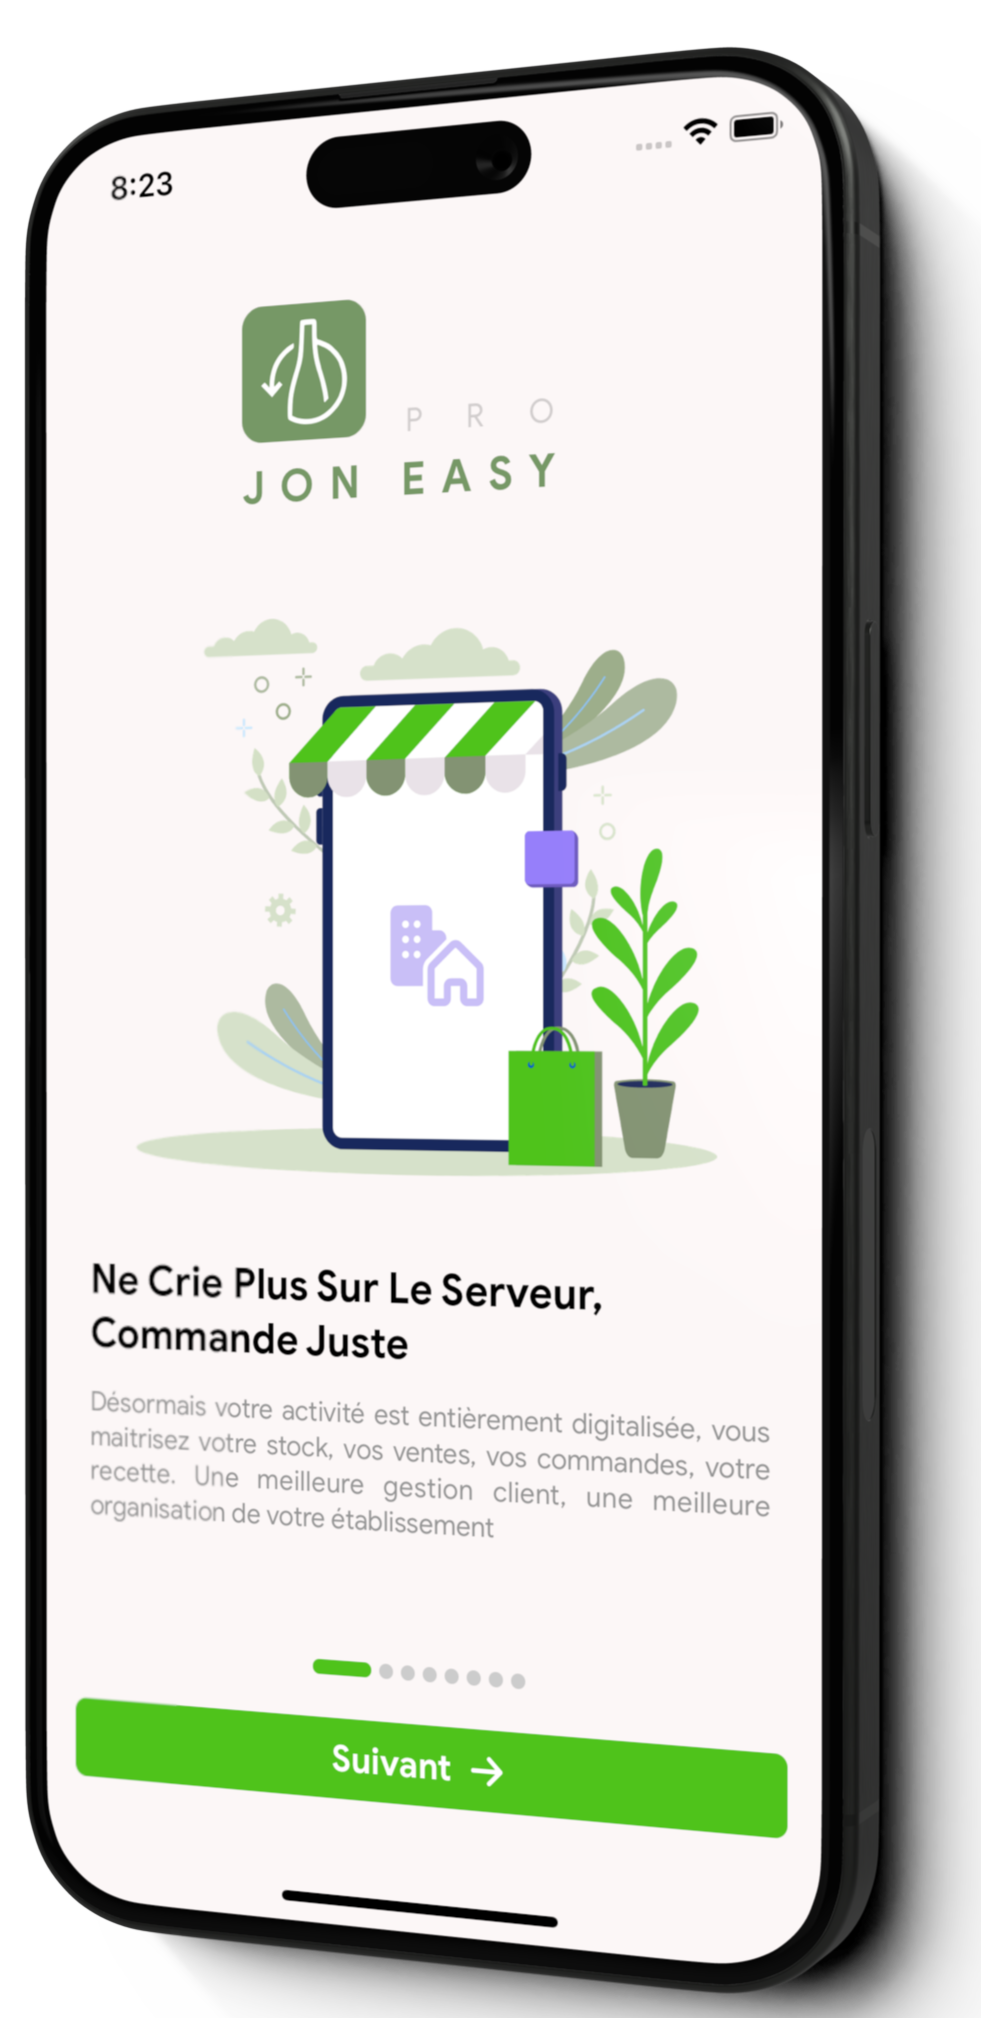 8:23
P R O
JON EASY
Ne Crie Plus Sur Le Serveur,
Commande Juste
Désormais votre activité est entièrement digitalisée, vous
maitrisez votre stock, vos ventes, vos commandes, votre
recette. Une meilleure gestion client, une meilleure
organisation de votre établissement
Suivant →